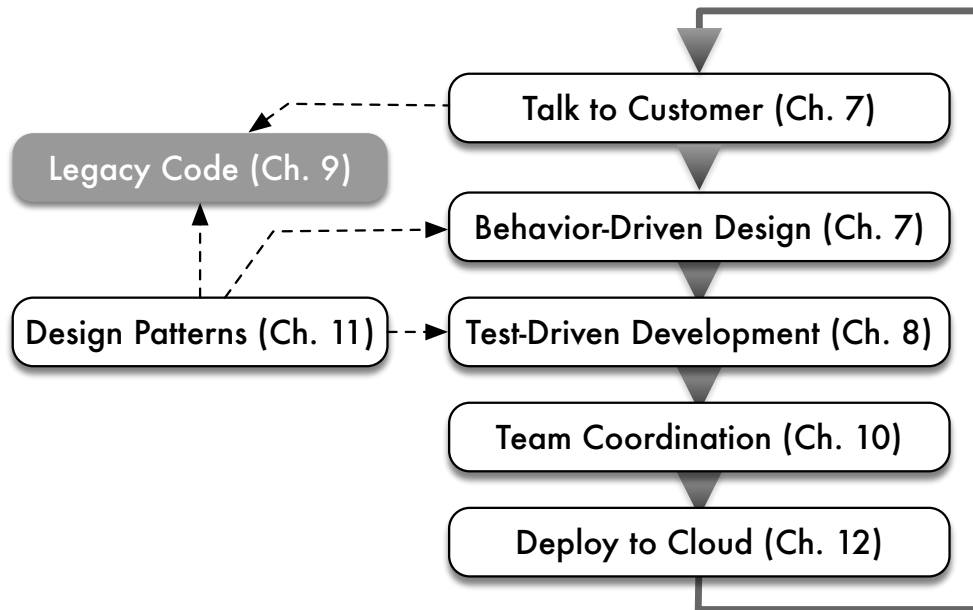 Talk to Customer (Ch. 7)
Legacy Code (Ch. 9)
Behavior-Driven Design (Ch. 7)
Design Patterns (Ch. 11)
Test-Driven Development (Ch. 8)
Team Coordination (Ch. 10)
Deploy to Cloud (Ch. 12)